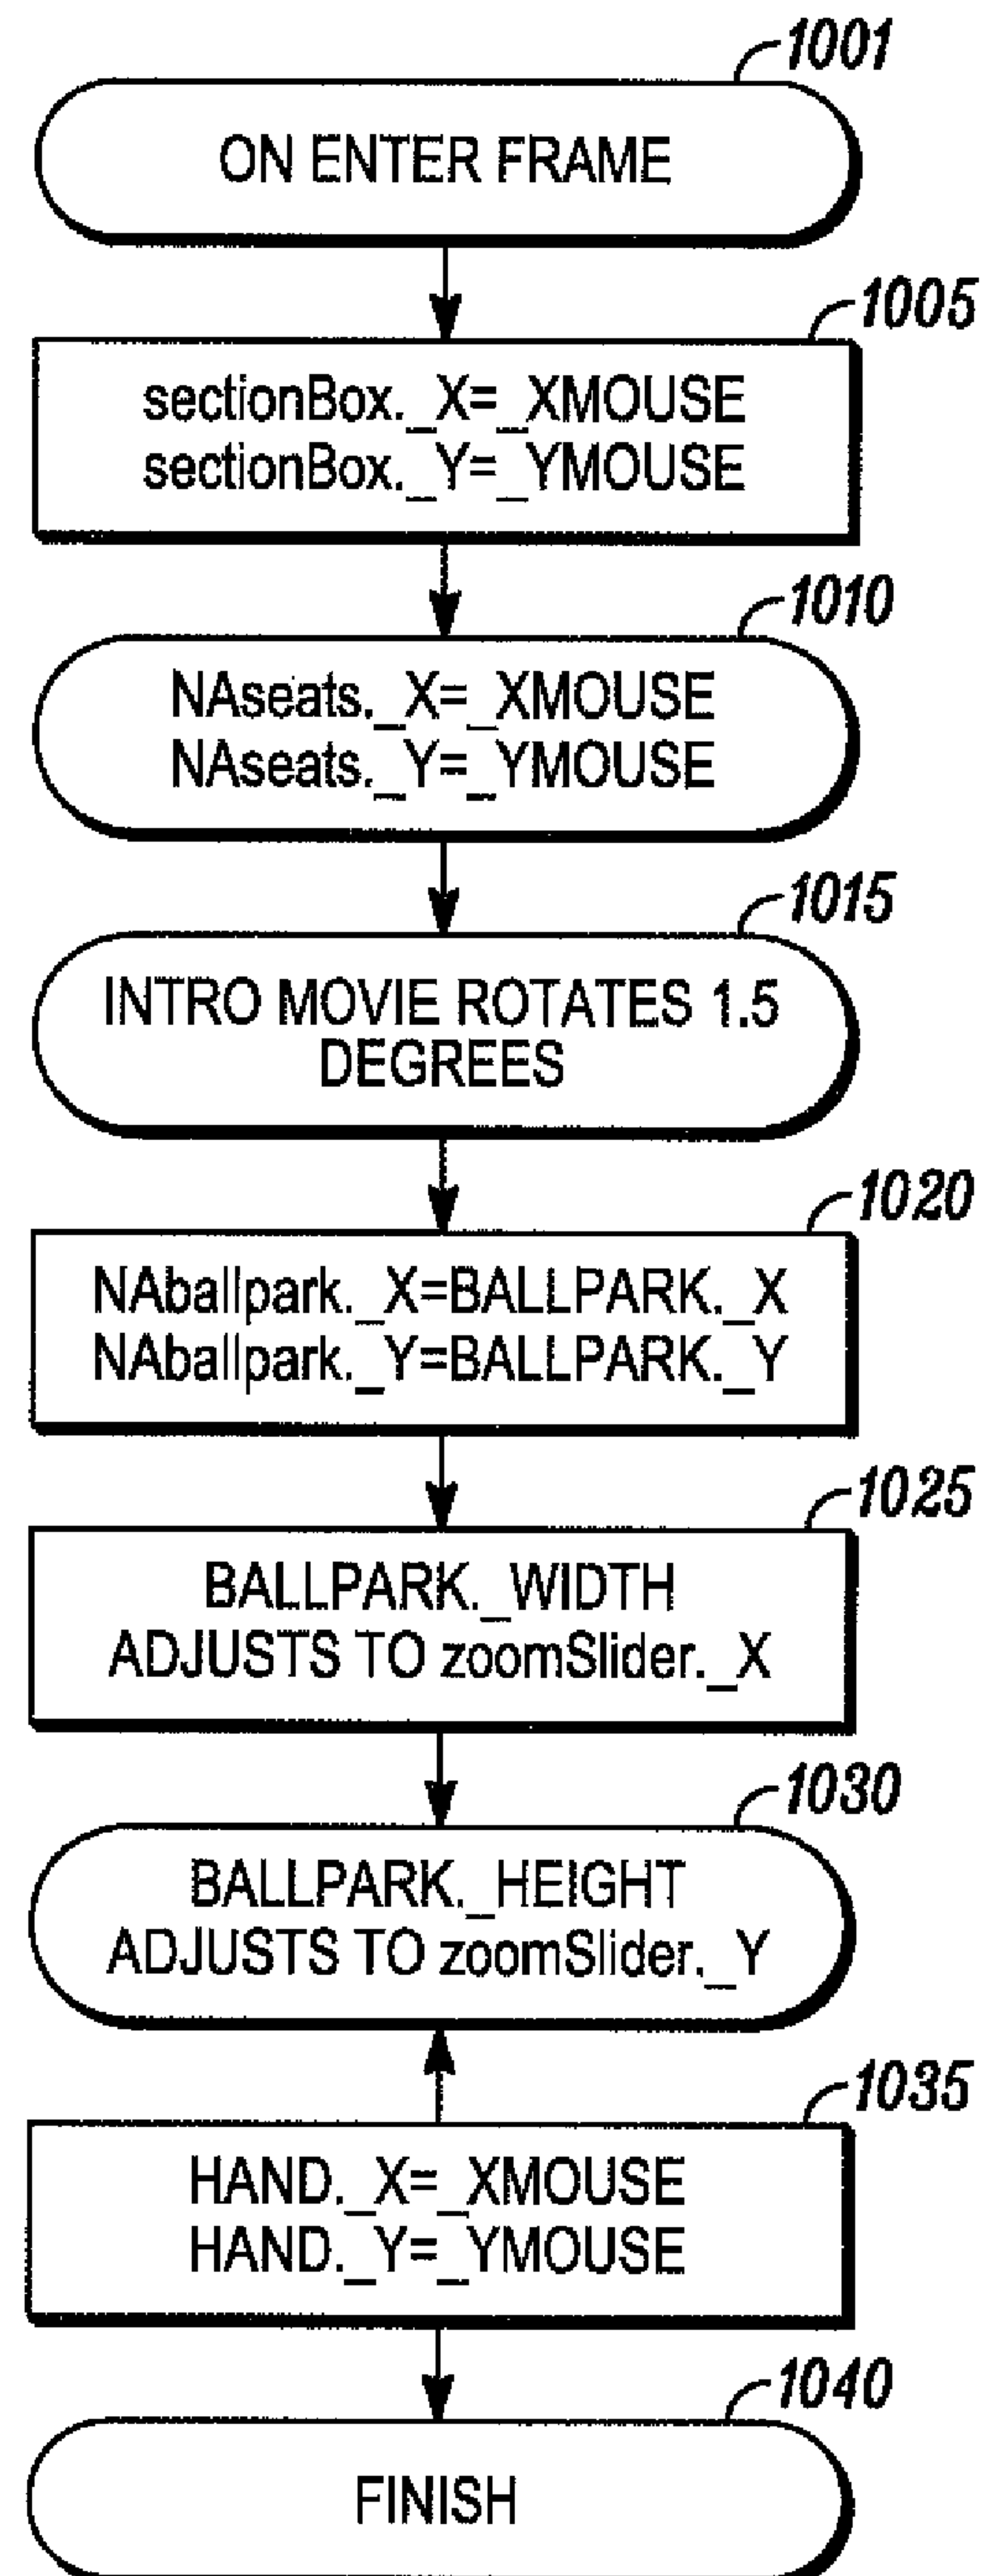 1001
ON ENTER FRAME
1005
sectionBox._X=_XMOUSE
sectionBox._Y=_YMOUSE
1010
NAseats._X=_XMOUSE
NAseats._Y=_YMOUSE
1015
INTRO MOVIE ROTATES 1.5
DEGREES
1020
NAballpark._X=BALLPARK._X
NAballpark._Y=BALLPARK._Y
1025
BALLPARK._WIDTH
ADJUSTS TO zoomSlider._X
1030
BALLPARK._HEIGHT
ADJUSTS TO zoomSlider._Y
1035
HAND._X=_XMOUSE
HAND._Y=_YMOUSE
1040
FINISH